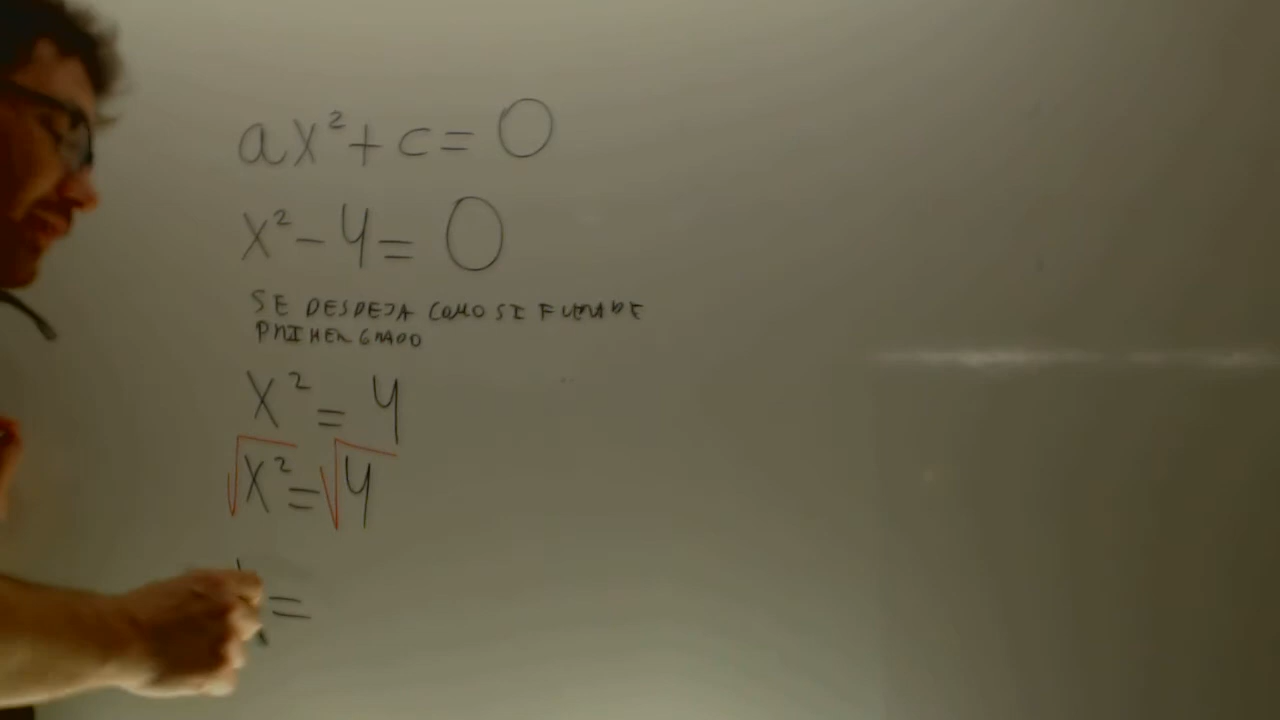 ax²+c=0
x²-4=0
SE DESPEJA COMO SI FUERA DE
PRIMER GRADO
x²=4
√x²=√4
=